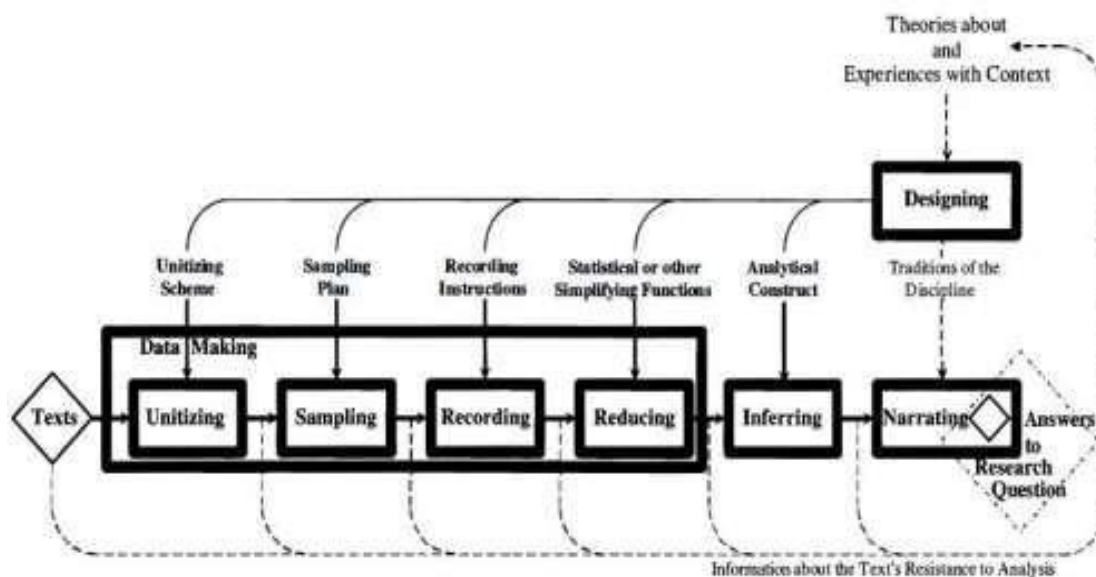 Theories about
and
Experiences with Context
Designing
Unitizing
Scheme
Sampling
Plan
Recording
Instructions
Statistical or other
Simplifying Functions
Analytical
Construct
Traditions of the
Discipline
Data Making
Texts
Unitizing
Sampling
Recording
Reducing
Inferring
Narrating
Answers
to
Research
Question
Information about the Text's Resistance to Analysis